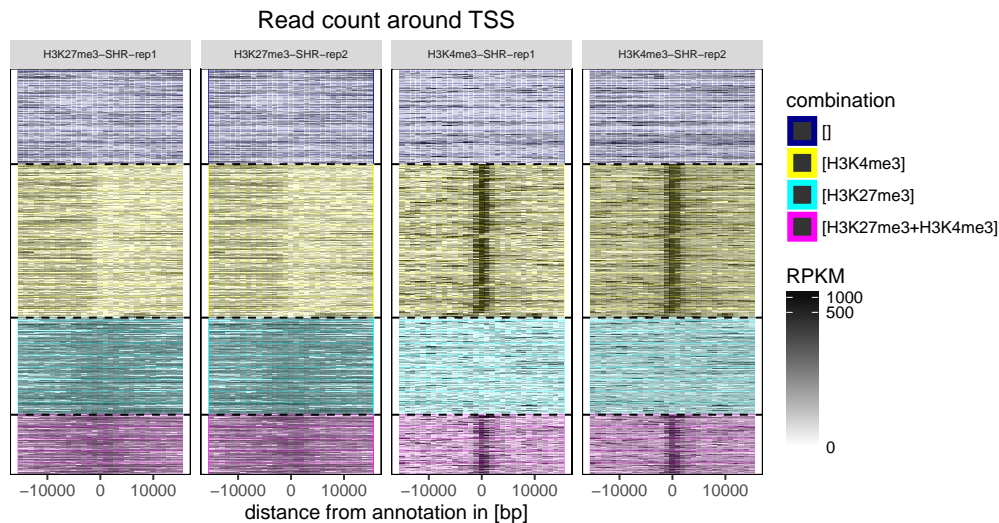 Read count around TSS
H3K27me3−SHR−rep1
H3K27me3−SHR−rep2
H3K4me3−SHR−rep1
H3K4me3−SHR−rep2
combination
[]
[H3K4me3]
[H3K27me3]
[H3K27me3+H3K4me3]
RPKM
1000
500
0
−10000 0 10000 −10000 0 10000 −10000 0 10000 −10000 0 10000
distance from annotation in [bp]